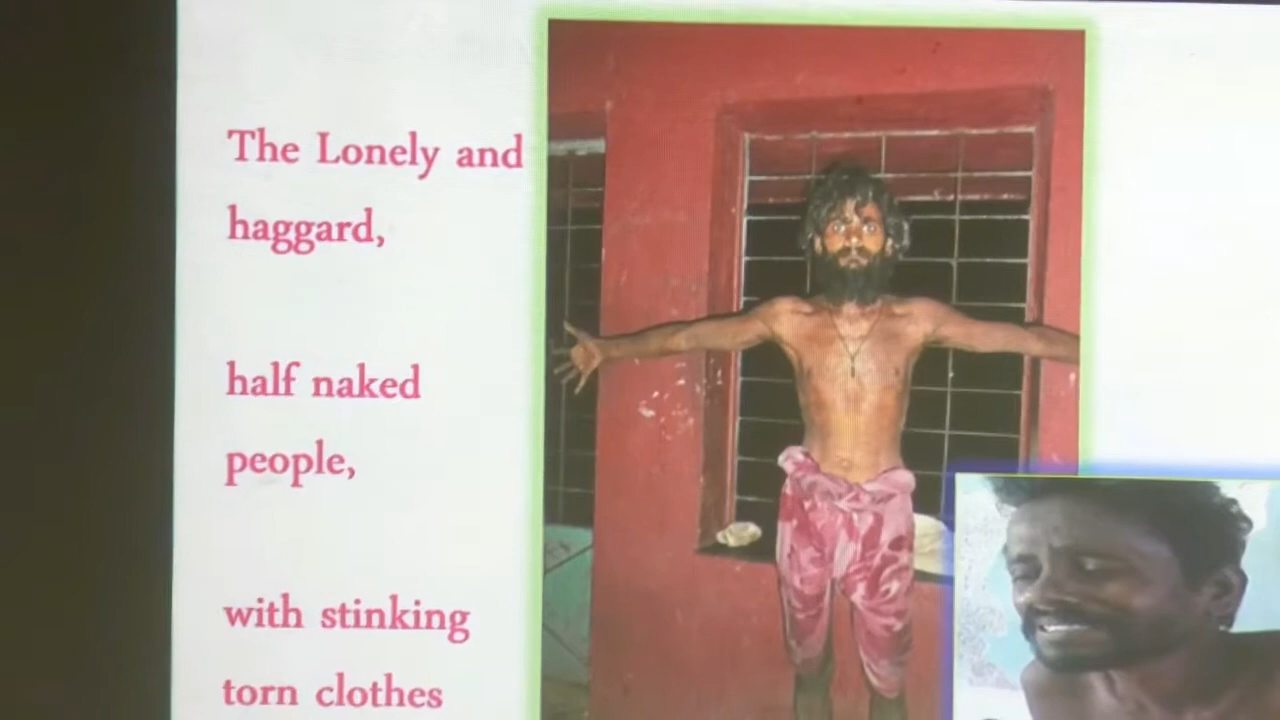 The Lonely and
haggard,
half naked
people,
with stinking
torn clothes